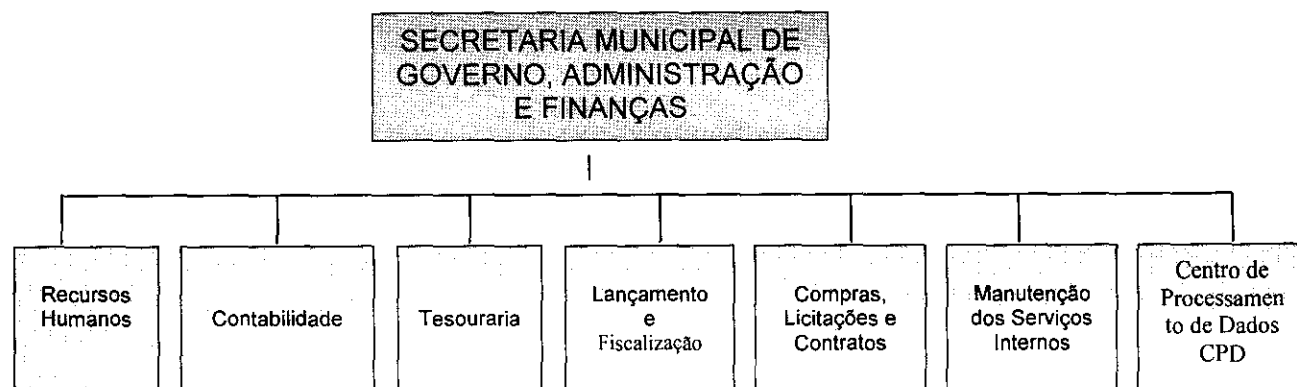 SECRETARIA MUNICIPAL DE
GOVERNO, ADMINISTRAÇÃO
E FINANÇAS
Recursos
Humanos
Contabilidade
Tesouraria
Lançamento
e
Fiscalização
Compras,
Licitações e
Contratos
Manutenção
dos Serviços
Internos
Centro de
Processamen
to de Dados
CPD